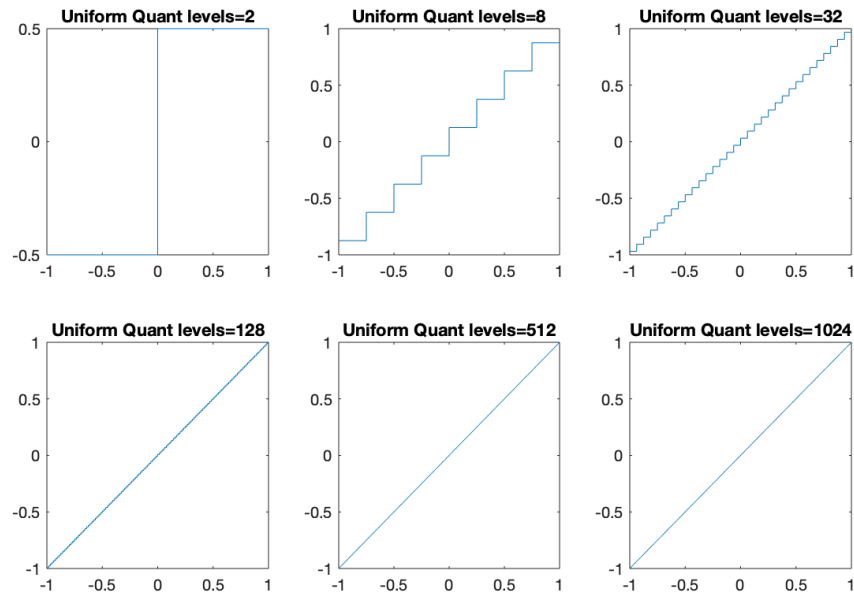 Uniform Quant levels=2
0.5
0
-0.5
-1 -0.5 0 0.5 1
Uniform Quant levels=8
1
0.5
0
-0.5
-1
-1 -0.5 0 0.5 1
Uniform Quant levels=32
1
0.5
0
-0.5
-1
-1 -0.5 0 0.5 1
Uniform Quant levels=128
1
0.5
0
-0.5
-1
-1 -0.5 0 0.5 1
Uniform Quant levels=512
1
0.5
0
-0.5
-1
-1 -0.5 0 0.5 1
Uniform Quant levels=1024
1
0.5
0
-0.5
-1
-1 -0.5 0 0.5 1